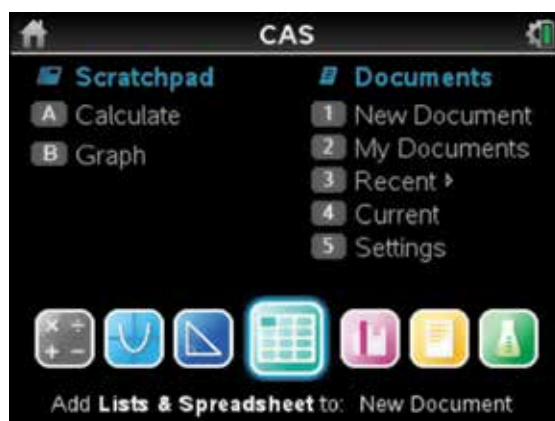 CAS
Scratchpad
A Calculate
B Graph
Documents
1 New Document
2 My Documents
3 Recent ▸
4 Current
5 Settings
Add Lists & Spreadsheet to: New Document